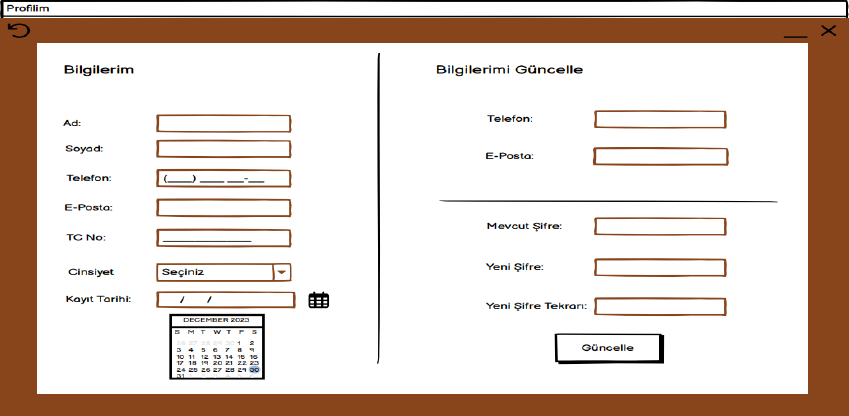 Profilim
Bilgilerim
Ad:
Soyad:
Telefon:
(___) ____ ___-___
E-Posta:
TC No:
Cinsiyet
Seçiniz
Kayıt Tarihi:
/ /
DECEMBER 2023
S M T W T F S
26 27 28 29 30 1 2
3 4 5 6 7 8 9
10 11 12 13 14 15 16
17 18 19 20 21 22 23
24 25 26 27 28 29 30
31
Bilgilerimi Güncelle
Telefon:
E-Posta:
Mevcut Şifre:
Yeni Şifre:
Yeni Şifre Tekrarı:
Güncelle